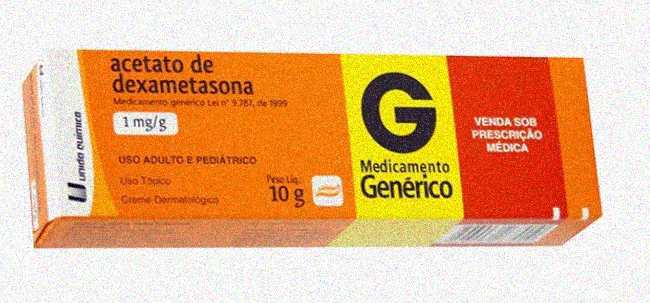 acetato de
dexametasona
Medicamento genérico Lei nº 9.787, de 1999
1 mg/g
USO ADULTO E PEDIÁTRICO
Uso Tópico
Creme Dermatológico
Peso Líq.:
10 g
União Química
G
Medicamento
Genérico
VENDA SOB
PRESCRIÇÃO
MÉDICA